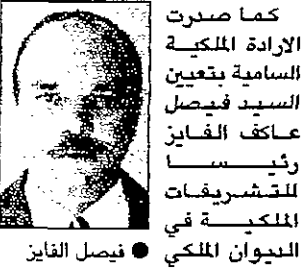 كما صدرت
الارادة الملكية
السامية بتعيين
السيد فيصل
عاكف الفايز
رئيسا
للتشريفات
الملكية في
الديوان الملكي
● فيصل الفايز